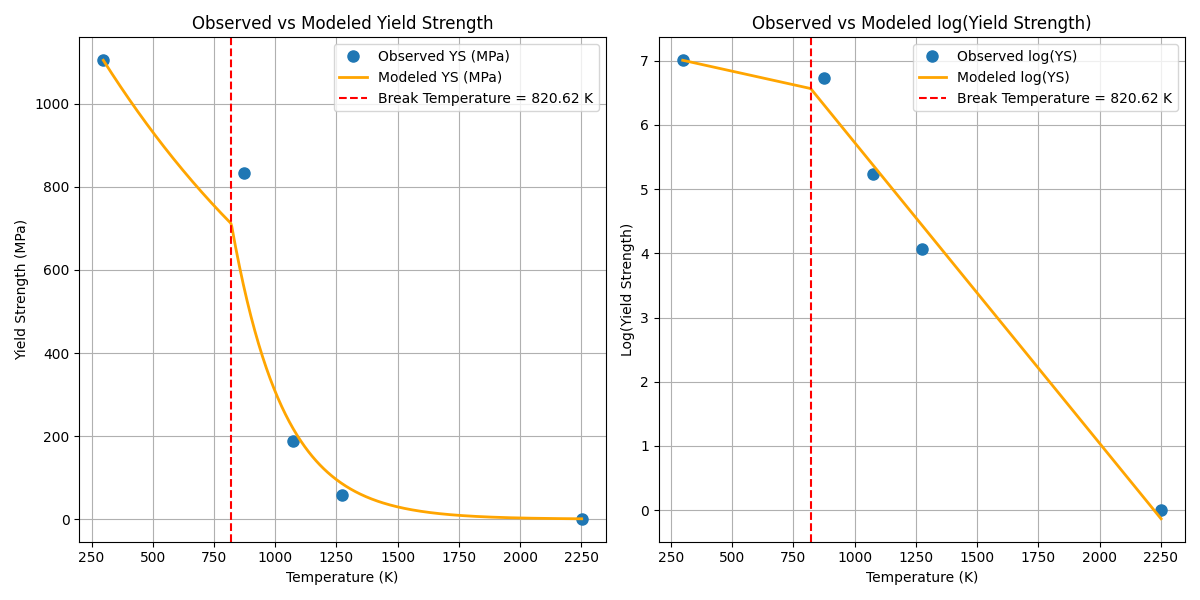 Observed vs Modeled Yield Strength
Observed YS (MPa)
Modeled YS (MPa)
Break Temperature = 820.62 K
Yield Strength (MPa)
1000
800
600
400
200
0
250 500 750 1000 1250 1500 1750 2000 2250
Temperature (K)
Observed vs Modeled log(Yield Strength)
Observed log(YS)
Modeled log(YS)
Break Temperature = 820.62 K
Log(Yield Strength)
7
6
5
4
3
2
1
0
250 500 750 1000 1250 1500 1750 2000 2250
Temperature (K)